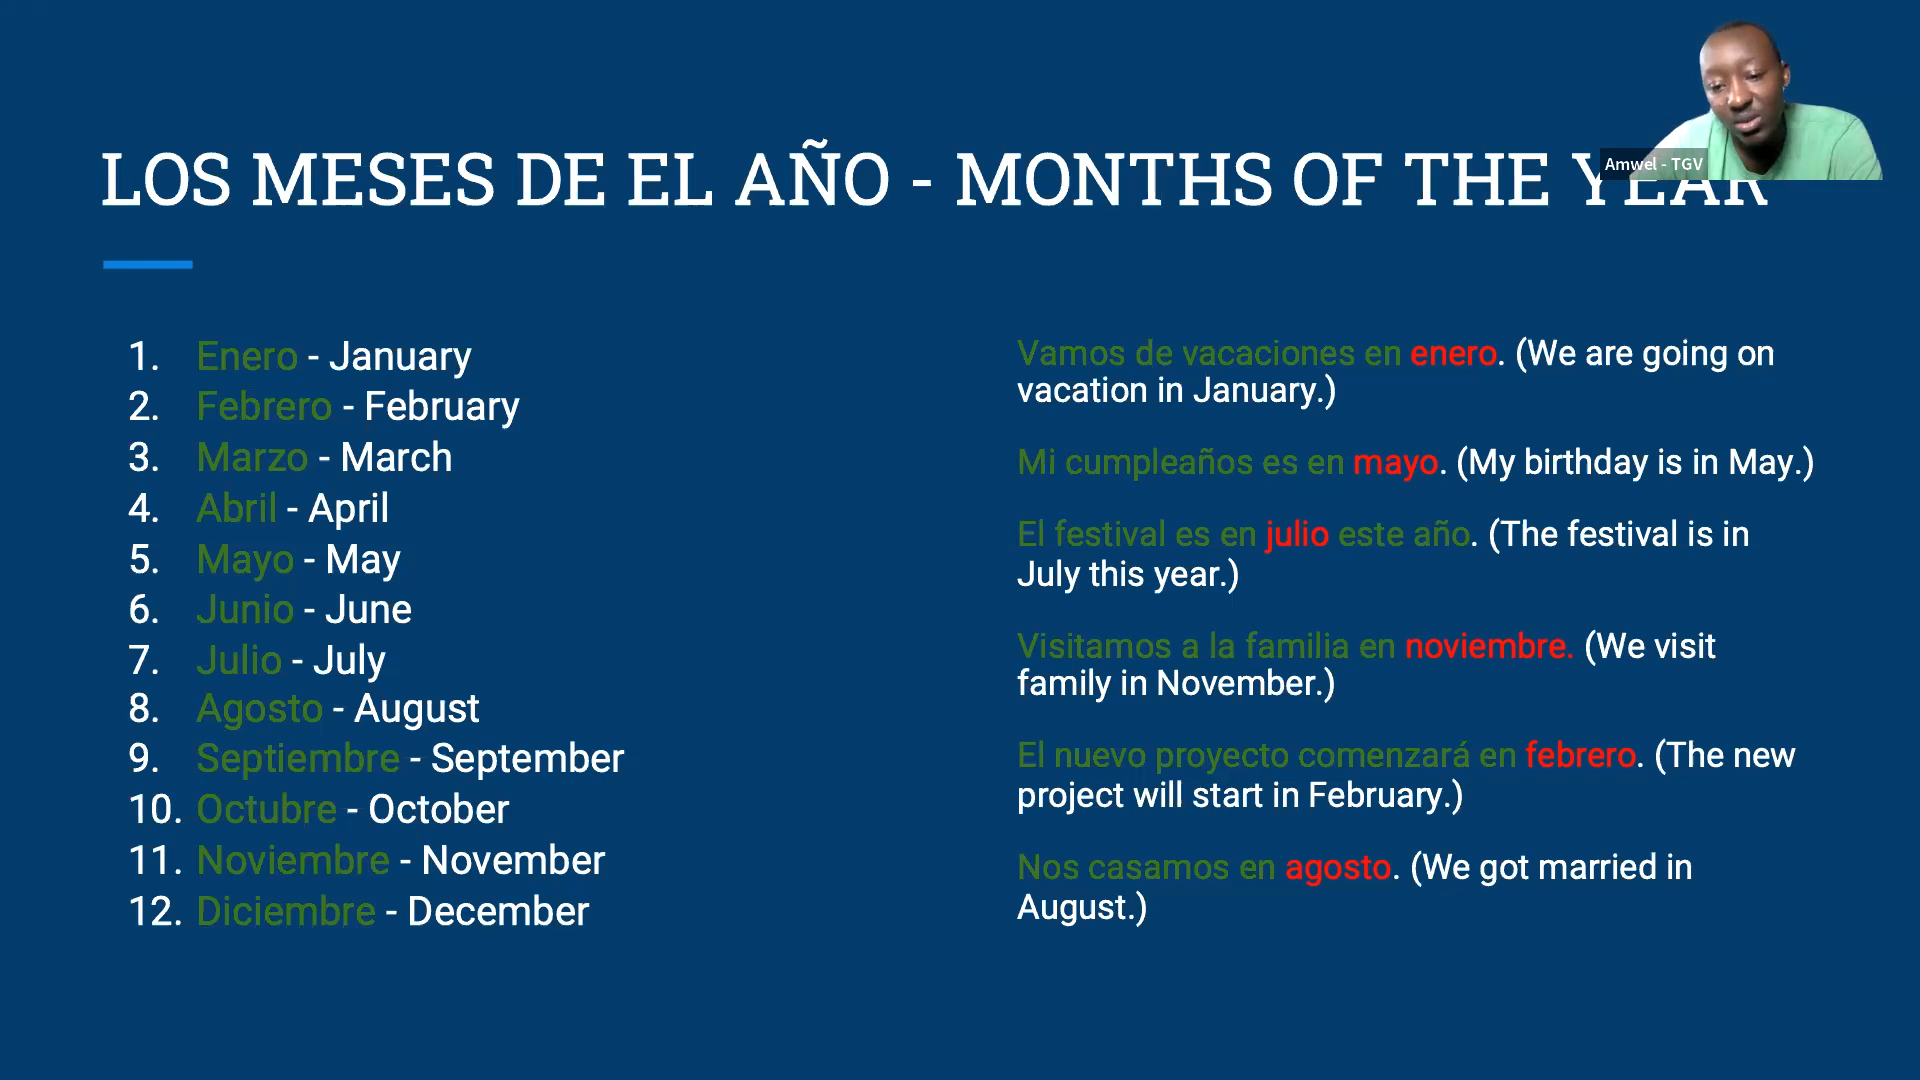 LOS MESES DE EL AÑO - MONTHS OF THE YEAR
Amwel - TGV
1. Enero - January
2. Febrero - February
3. Marzo - March
4. Abril - April
5. Mayo - May
6. Junio - June
7. Julio - July
8. Agosto - August
9. Septiembre - September
10. Octubre - October
11. Noviembre - November
12. Diciembre - December
Vamos de vacaciones en enero. (We are going on
vacation in January.)
Mi cumpleaños es en mayo. (My birthday is in May.)
El festival es en julio este año. (The festival is in
July this year.)
Visitamos a la familia en noviembre. (We visit
family in November.)
El nuevo proyecto comenzará en febrero. (The new
project will start in February.)
Nos casamos en agosto. (We got married in
August.)